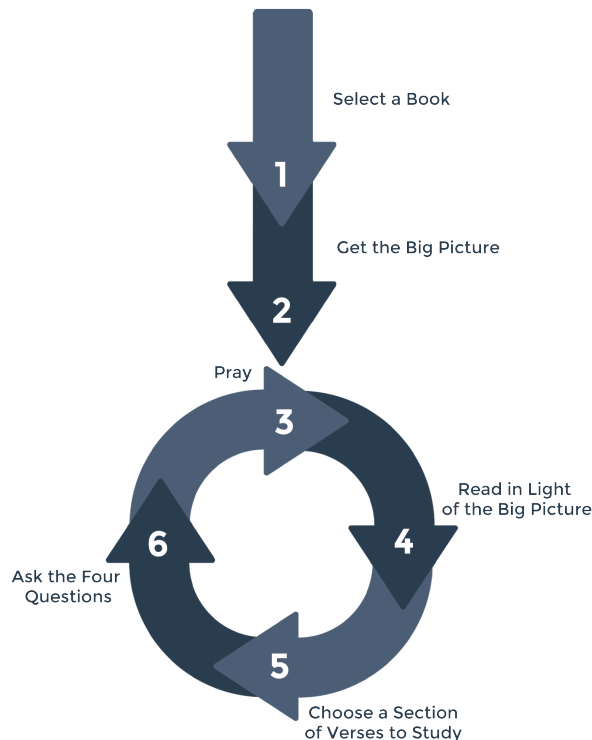 Select a Book
1
Get the Big Picture
2
Pray
3
Read in Light
of the Big Picture
4
Choose a Section
of Verses to Study
5
Ask the Four
Questions
6